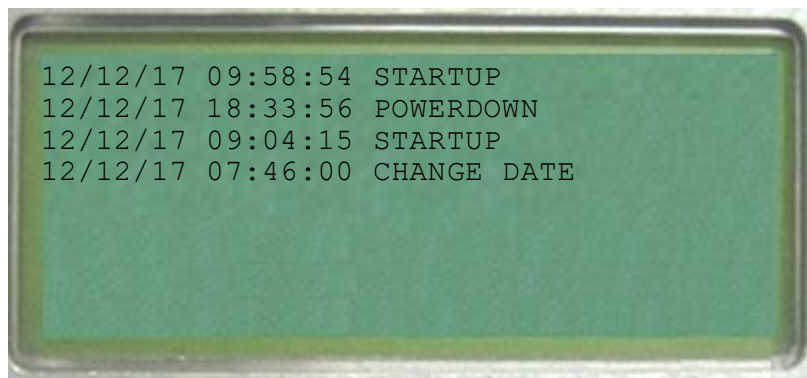 12/12/17 09:58:54 STARTUP
12/12/17 18:33:56 POWERDOWN
12/12/17 09:04:15 STARTUP
12/12/17 07:46:00 CHANGE DATE